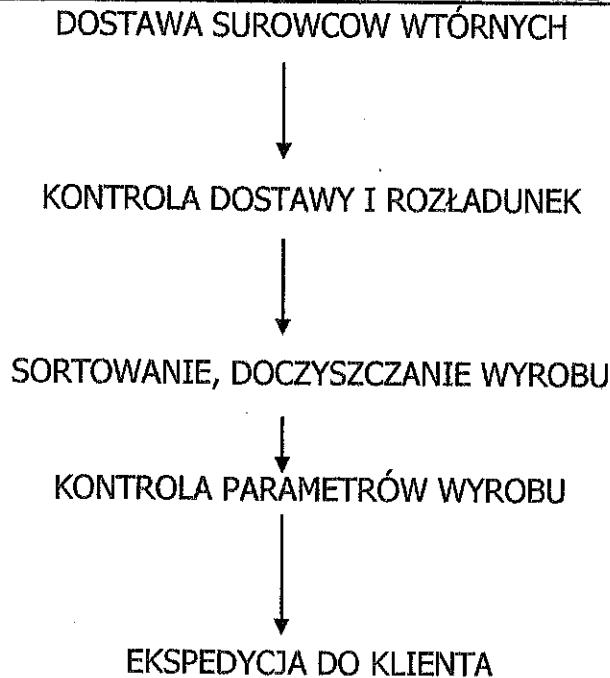 DOSTAWA SUROWCOW WTÓRNYCH
KONTROLA DOSTAWY I ROZŁADUNEK
SORTOWANIE, DOCZYSZCZANIE WYROBU
KONTROLA PARAMETRÓW WYROBU
EKSPEDYCJA DO KLIENTA